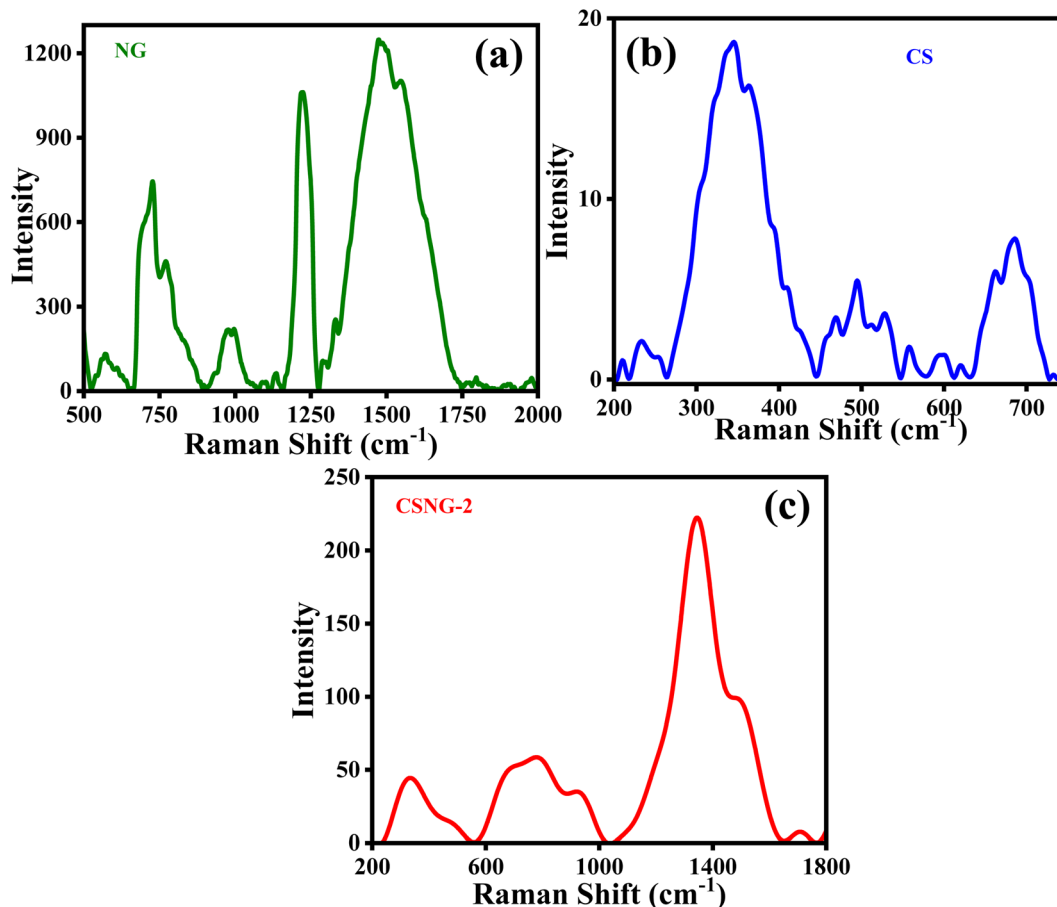 NG
(a)
1200
900
600
300
0
Intensity
500 750 1000 1250 1500 1750 2000
Raman Shift (cm⁻¹)
(b)
CS
20
10
0
Intensity
200 300 400 500 600 700
Raman Shift (cm⁻¹)
CSNG-2
(c)
250
200
150
100
50
0
Intensity
200 600 1000 1400 1800
Raman Shift (cm⁻¹)